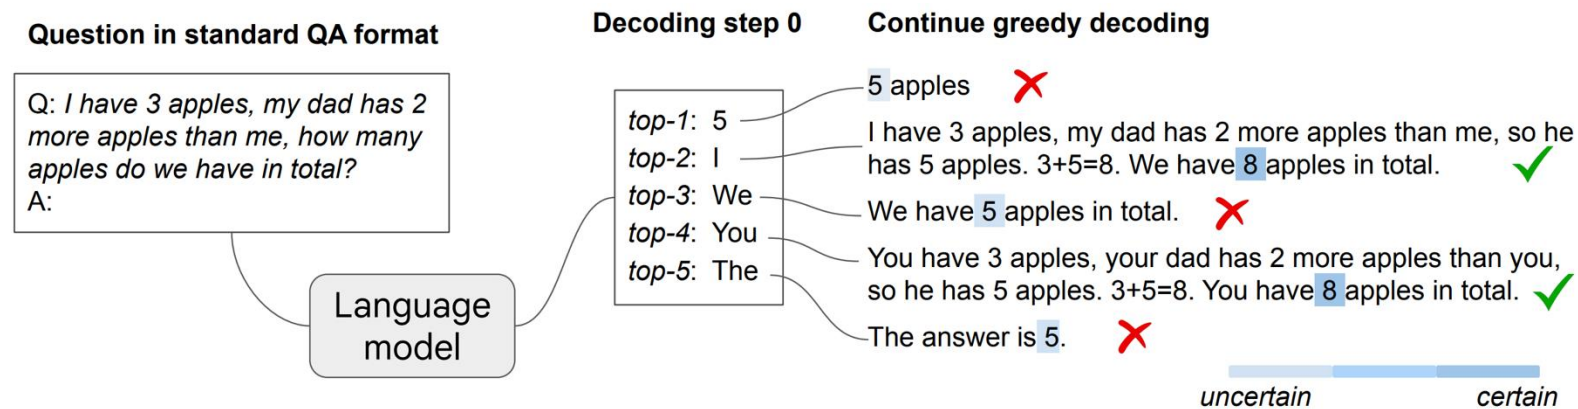 Question in standard QA format
Q: I have 3 apples, my dad has 2
more apples than me, how many
apples do we have in total?
A:
Language
model
Decoding step 0
top-1: 5
top-2: I
top-3: We
top-4: You
top-5: The
Continue greedy decoding
5 apples
I have 3 apples, my dad has 2 more apples than me, so he
has 5 apples. 3+5=8. We have 8 apples in total.
We have 5 apples in total.
You have 3 apples, your dad has 2 more apples than you,
so he has 5 apples. 3+5=8. You have 8 apples in total.
The answer is 5.
uncertain certain